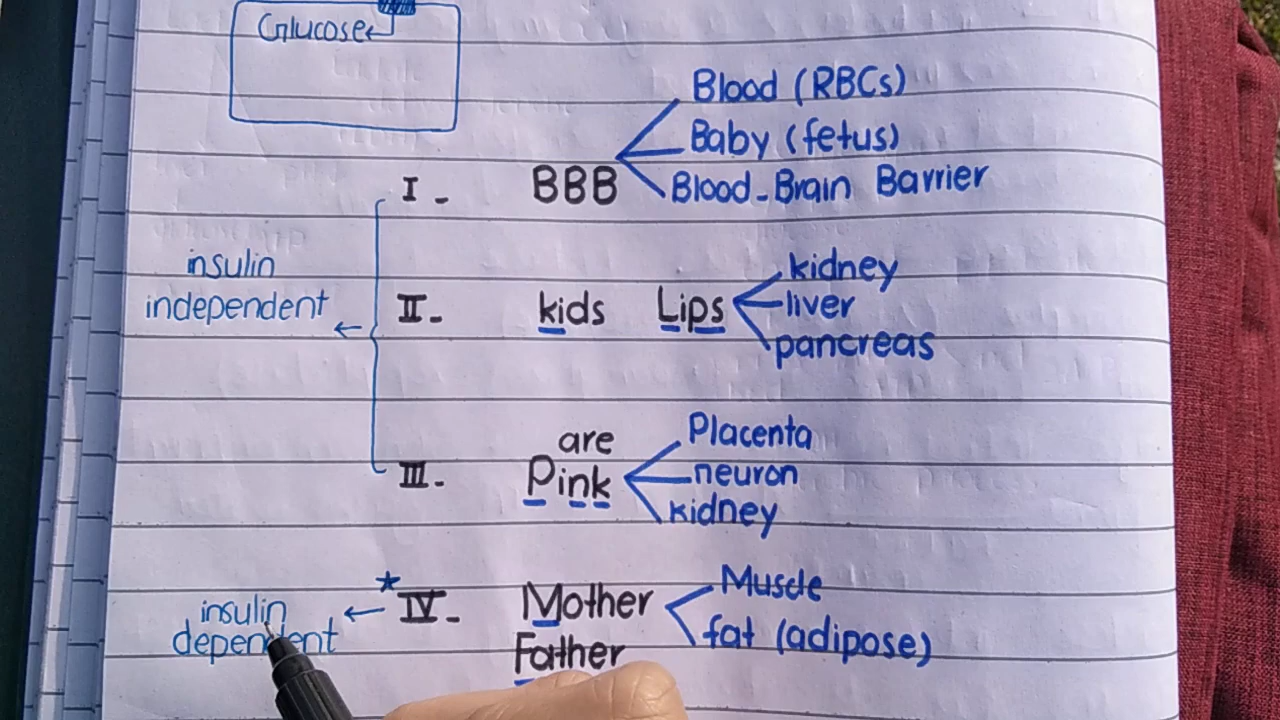 Glucose
Blood (RBCs)
Baby (fetus)
I - BBB Blood-Brain Barrier
insulin
independent
kidney
II- kids Lips liver
pancreas
are
Placenta
III- Pink neuron
kidney
insulin
dependent
IV- Mother Muscle
Father fat (adipose)